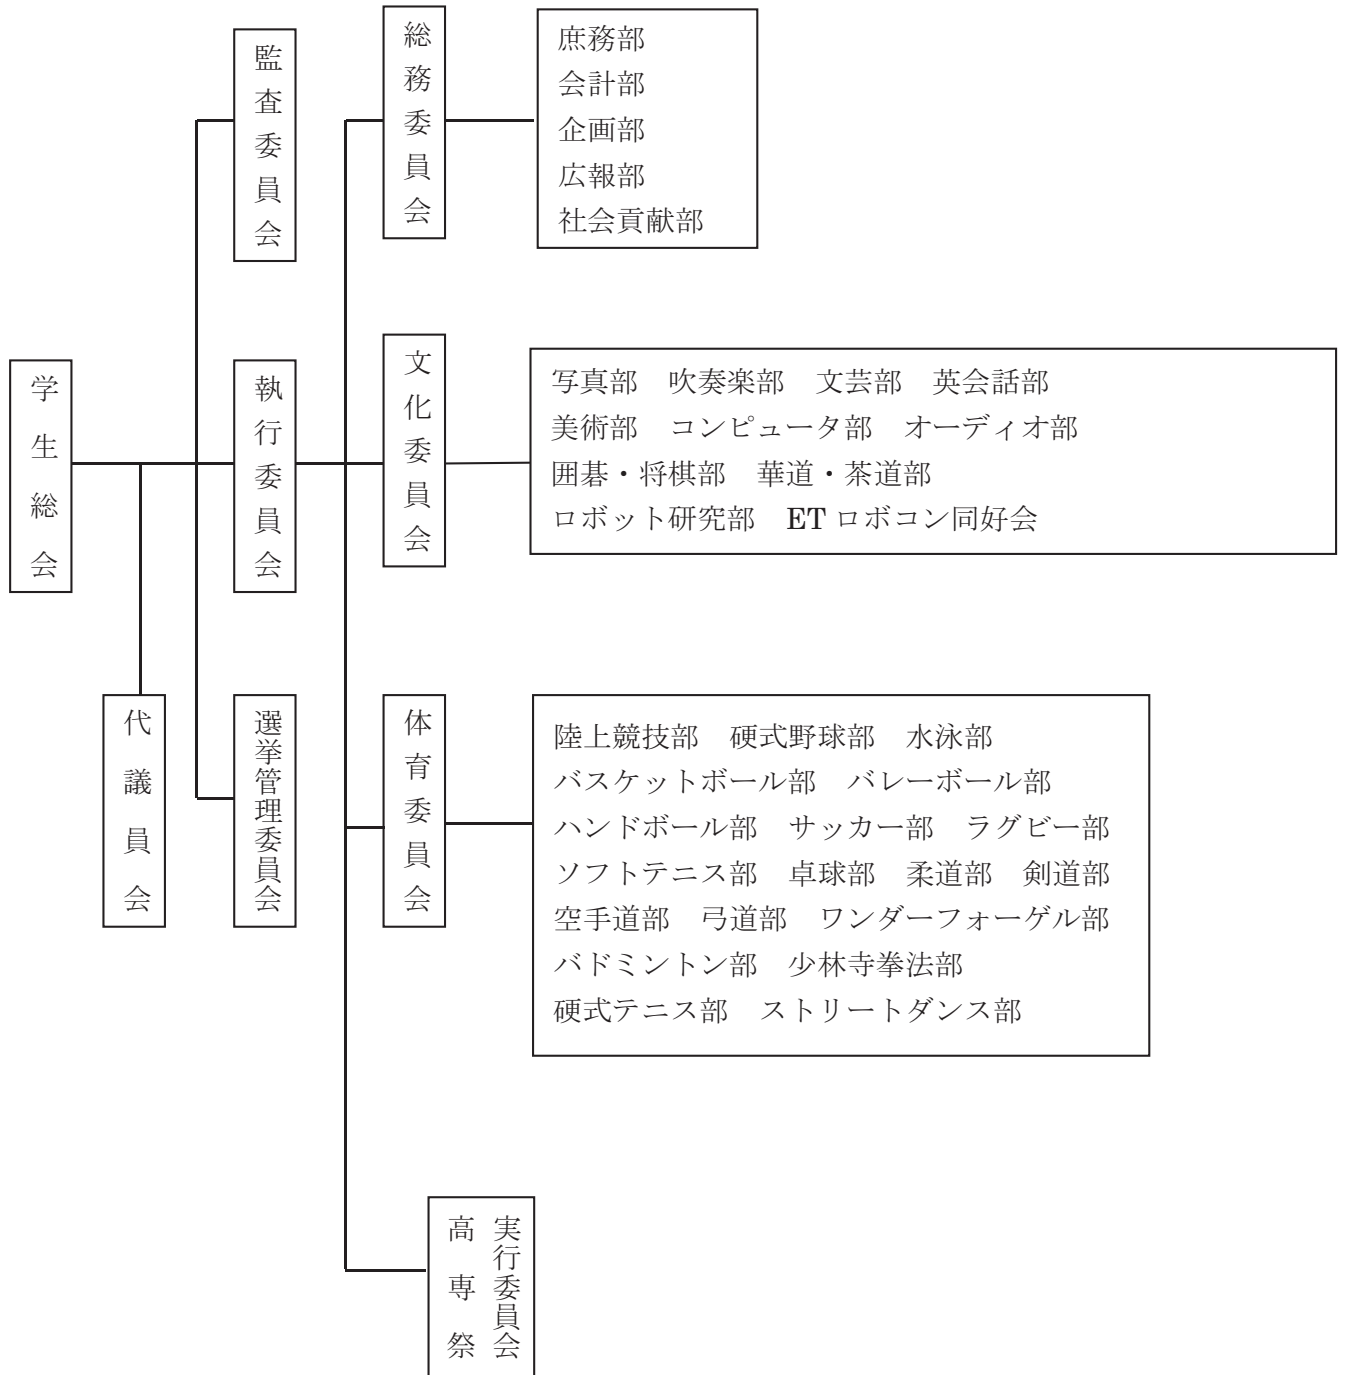 学生総会
代議員会
監査委員会
執行委員会
選挙管理委員会
総務委員会
庶務部
会計部
企画部
広報部
社会貢献部
文化委員会
写真部　吹奏楽部　文芸部　英会話部
美術部　コンピュータ部　オーディオ部
囲碁・将棋部　華道・茶道部
ロボット研究部　ET ロボコン同好会
体育委員会
陸上競技部　硬式野球部　水泳部
バスケットボール部　バレーボール部
ハンドボール部　サッカー部　ラグビー部
ソフトテニス部　卓球部　柔道部　剣道部
空手道部　弓道部　ワンダーフォーゲル部
バドミントン部　少林寺拳法部
硬式テニス部　ストリートダンス部
高専祭
実行委員会